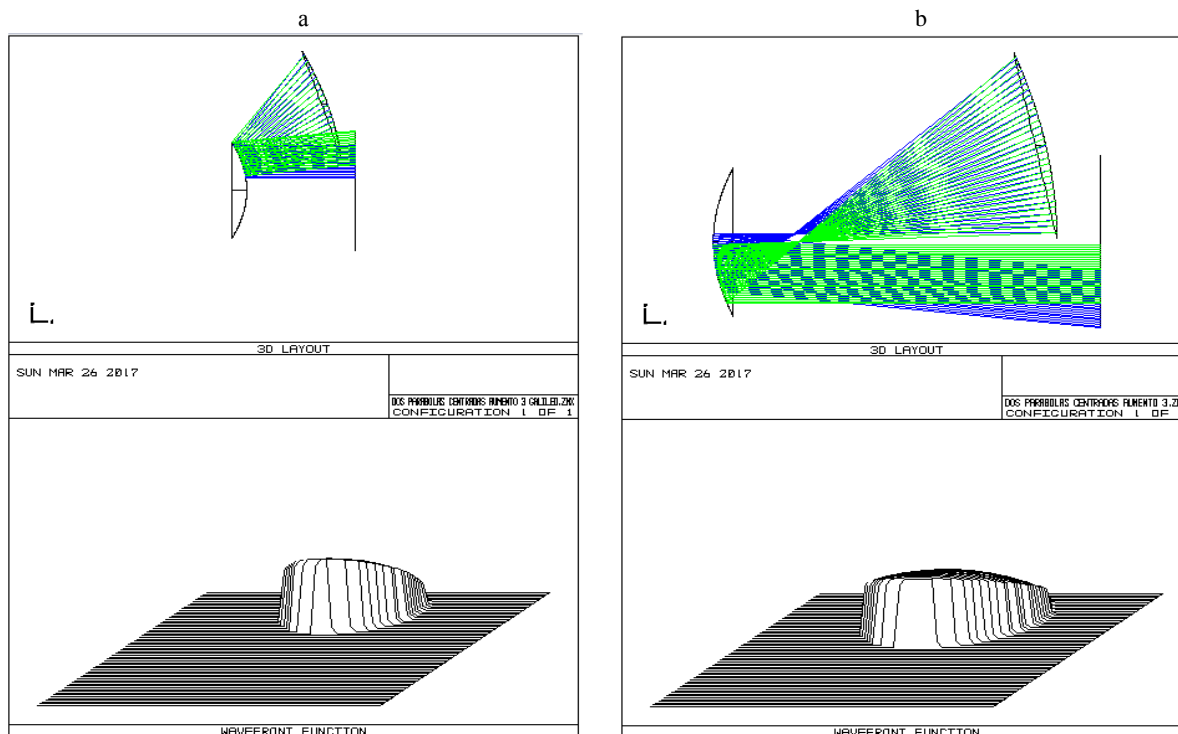 a
b
3D LAYOUT
SUN MAR 26 2017
DOS PARABOLAS CENTRADAS AUMENTO 3 GALILEO.ZMX
CONFIGURATION 1 OF 1
WAVEFRONT FUNCTION
3D LAYOUT
SUN MAR 26 2017
DOS PARABOLAS CENTRADAS AUMENTO 3.Z
CONFIGURATION 1 OF
WAVEFRONT FUNCTION